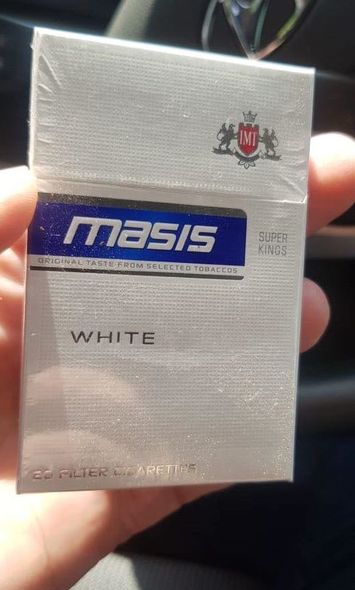 IMT
masis
ORIGINAL TASTE FROM SELECTED TOBACCOS
SUPER
KINGS
WHITE
20 FILTER CIGARETTES